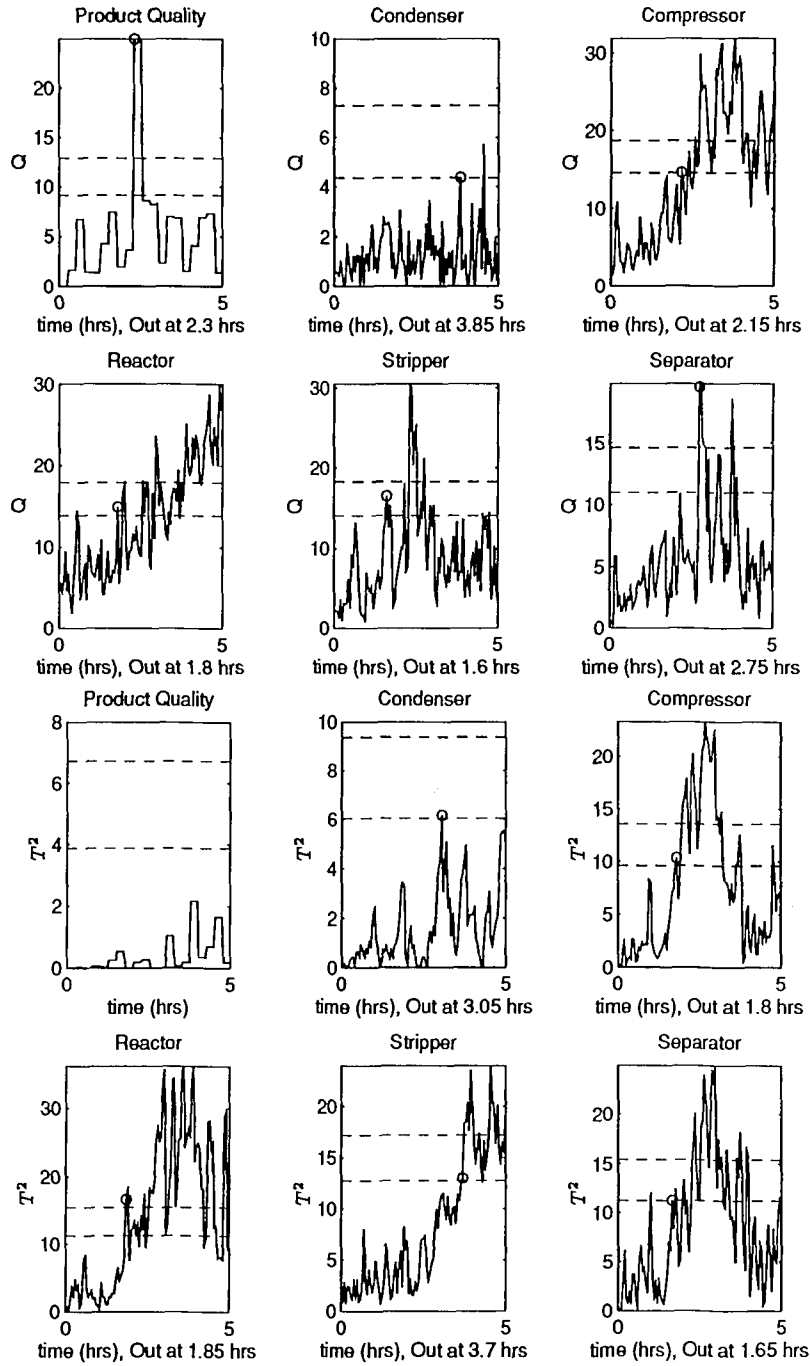 Product Quality
Condenser
Compressor
Q
25
20
15
10
5
0
0
5
time (hrs), Out at 2.3 hrs
Q
10
8
6
4
2
0
0
5
time (hrs), Out at 3.85 hrs
Q
30
20
10
0
0
5
time (hrs), Out at 2.15 hrs
Reactor
Stripper
Separator
Q
30
20
10
0
0
5
time (hrs), Out at 1.8 hrs
Q
30
25
20
15
10
5
0
0
5
time (hrs), Out at 1.6 hrs
Q
15
10
5
0
0
5
time (hrs), Out at 2.75 hrs
Product Quality
Condenser
Compressor
T²
8
6
4
2
0
0
5
time (hrs)
T²
10
8
6
4
2
0
0
5
time (hrs), Out at 3.05 hrs
T²
20
15
10
5
0
0
5
time (hrs), Out at 1.8 hrs
Reactor
Stripper
Separator
T²
30
20
10
0
0
5
time (hrs), Out at 1.85 hrs
T²
20
15
10
5
0
0
5
time (hrs), Out at 3.7 hrs
T²
20
15
10
5
0
0
5
time (hrs), Out at 1.65 hrs